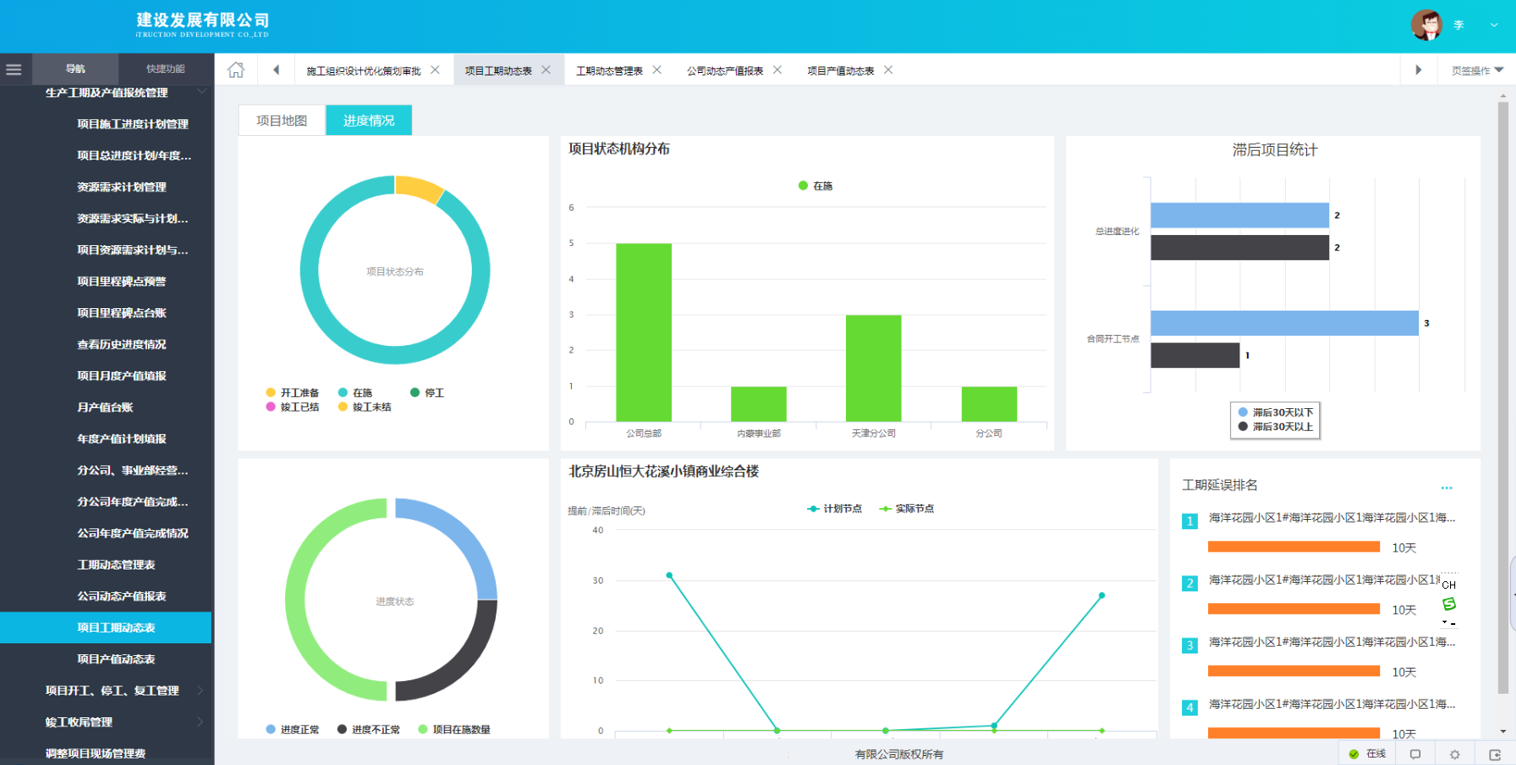 建设发展有限公司
iTRUCTION DEVELOPMENT CO.,LTD
李
导航
快捷功能
施工组织设计优化策划审批
项目工期动态表
工期动态管理表
公司动态产值报表
项目产值动态表
页签操作
生产工期及产值报统管理
项目施工进度计划管理
项目总进度计划/年度...
资源需求计划管理
资源需求实际与计划...
项目资源需求计划与...
项目里程碑点预警
项目里程碑点台账
查看历史进度情况
项目月度产值填报
月产值台账
年度产值计划填报
分公司、事业部经营...
分公司年度产值完成...
公司年度产值完成情况
工期动态管理表
公司动态产值报表
项目工期动态表
项目产值动态表
项目开工、停工、复工管理
竣工收尾管理
调整项目现场管理费
项目地图
进度情况
项目状态分布
开工准备
在施
停工
竣工已结
竣工未结
项目状态机构分布
在施
6
5
4
3
2
1
0
公司总部
内蒙事业部
天津分公司
分公司
滞后项目统计
总进度进化
2
2
合同开工节点
3
1
滞后30天以下
滞后30天以上
进度状态
进度正常
进度不正常
项目在施数量
北京房山恒大花溪小镇商业综合楼
提前/滞后时间(天)
计划节点
实际节点
40
30
20
10
0
工期延误排名
...
1
海洋花园小区1#海洋花园小区1海洋花园小区1海...
10天
2
海洋花园小区1#海洋花园小区1海洋花园小区1
10天
CH
3
海洋花园小区1#海洋花园小区1海洋花园小区1海...
10天
4
海洋花园小区1#海洋花园小区1海洋花园小区1海...
10天
有限公司版权所有
在线